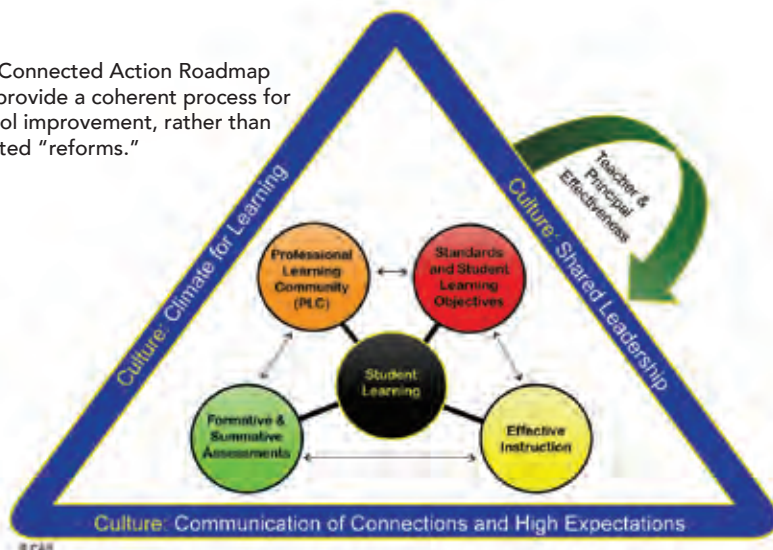 Connected Action Roadmap
provide a coherent process for
ol improvement, rather than
ted “reforms.”
Culture: Climate for Learning
Culture: Shared Leadership
Teacher &
Principal
Effectiveness
Professional
Learning
Community
(PLC)
Standards
and Student
Learning
Objectives
Student
Learning
Formative &
Summative
Assessments
Effective
Instruction
Culture: Communication of Connections and High Expectations